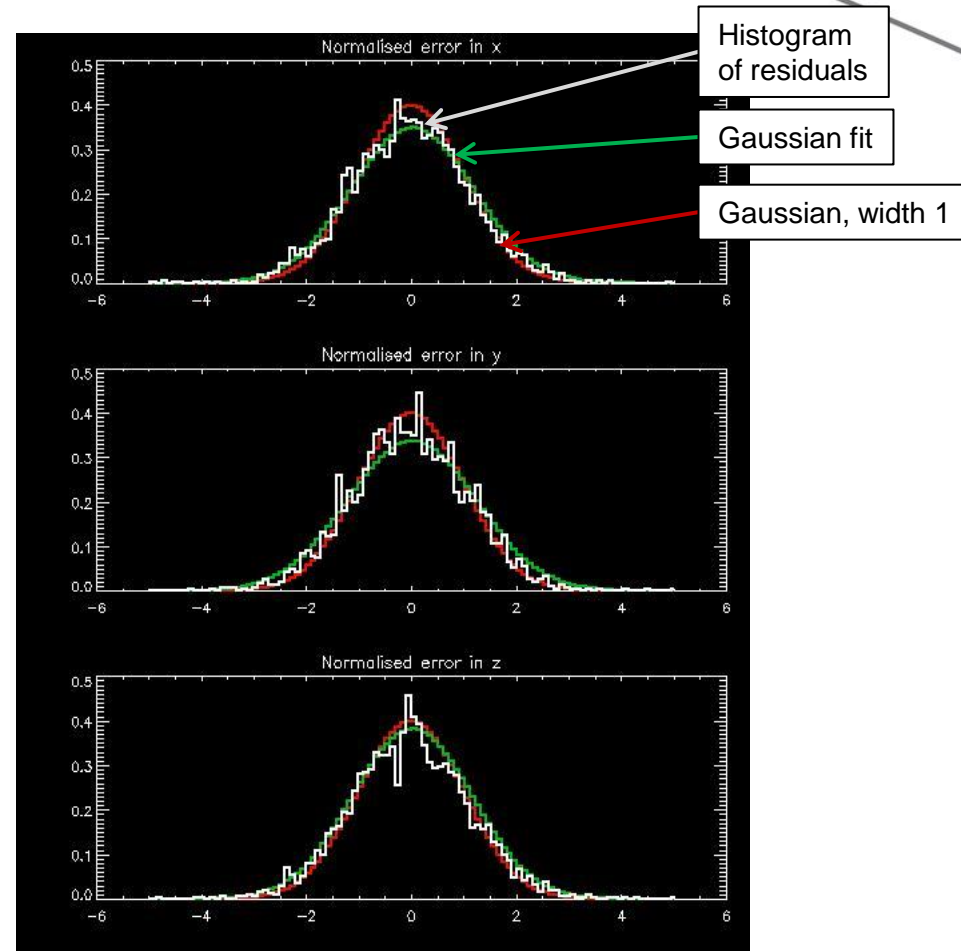 Normalised error in x
Histogram
of residuals
Gaussian fit
Gaussian, width 1
0.5
0.4
0.3
0.2
0.1
0.0
−6 −4 −2 0 2 4 6
Normalised error in y
0.5
0.4
0.3
0.2
0.1
0.0
−6 −4 −2 0 2 4 6
Normalised error in z
0.5
0.4
0.3
0.2
0.1
0.0
−6 −4 −2 0 2 4 6